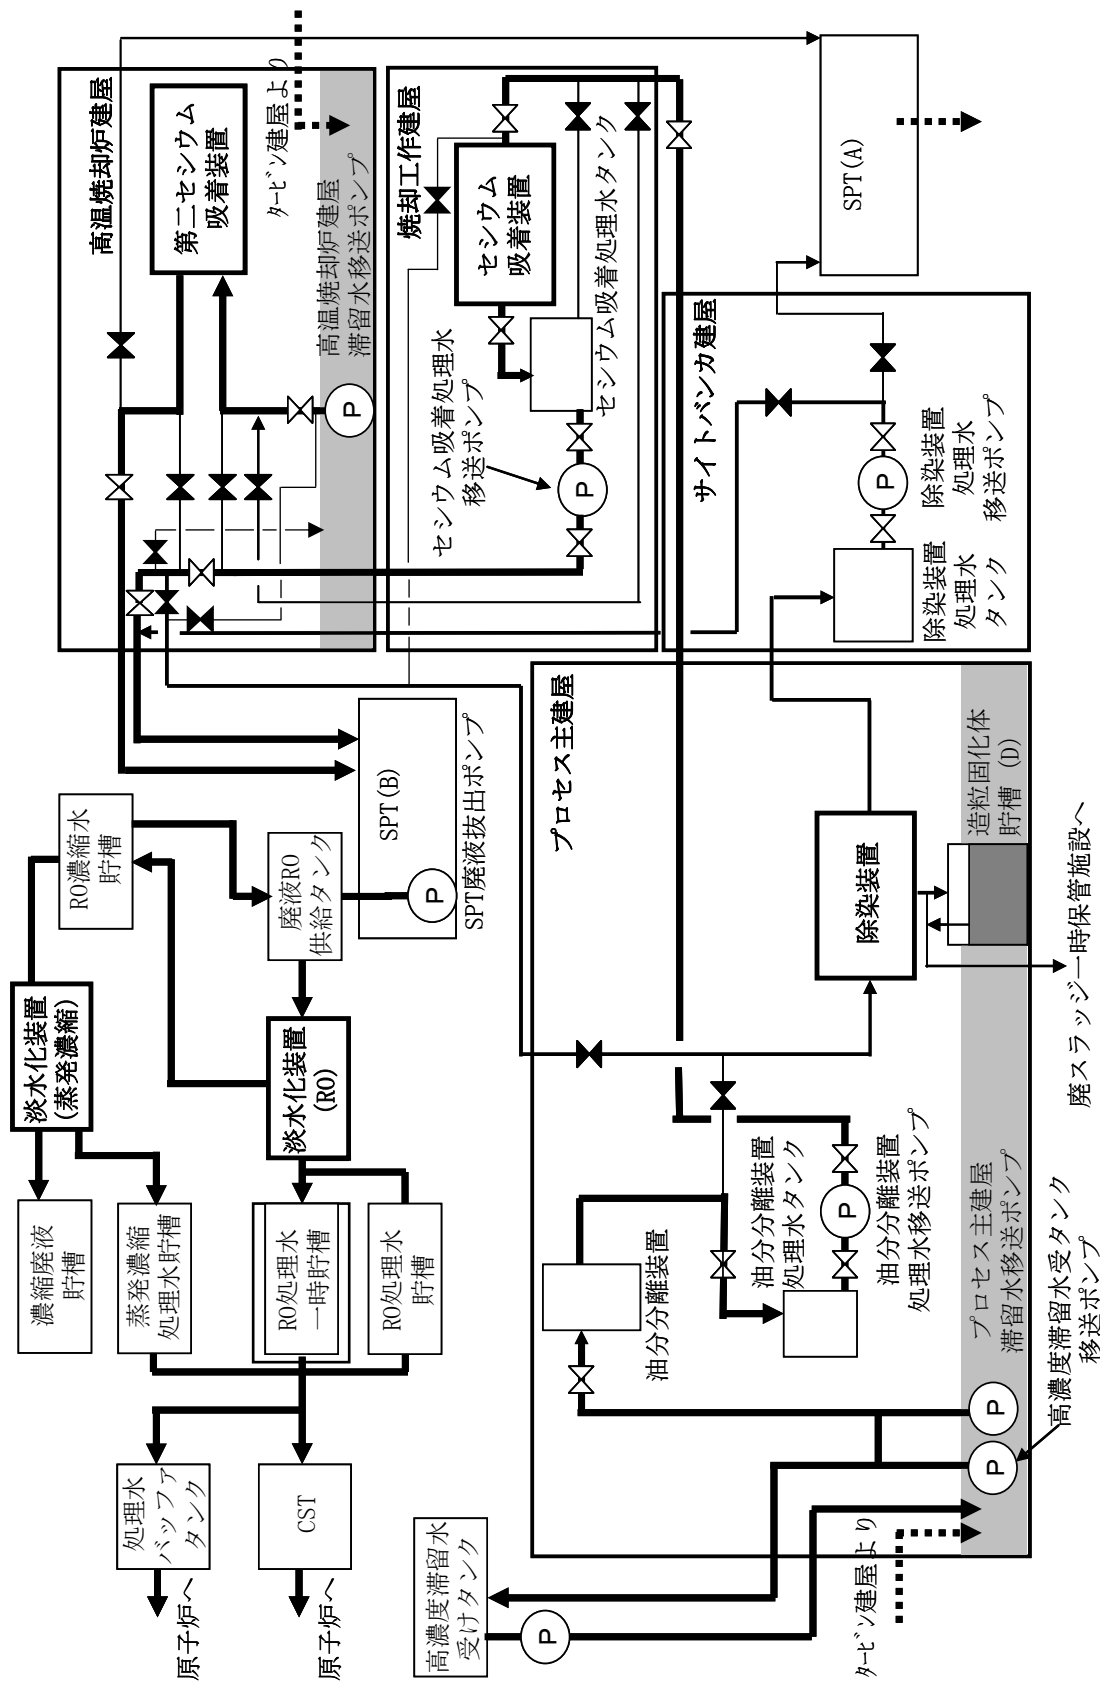 高温焼却炉建屋
第二セシウム
吸着装置
ﾀｰﾋﾞﾝ建屋より
高温焼却炉建屋
滞留水移送ポンプ
P
焼却工作建屋
セシウム
吸着装置
セシウム吸着処理水タンク
セシウム吸着処理水
移送ポンプ
P
SPT(A)
サイトバンカ建屋
除染装置
処理水
移送ポンプ
P
除染装置
処理水
タンク
SPT(B)
P
SPT廃液抜出ポンプ
RO濃縮水
貯槽
廃液RO
供給タンク
淡水化装置
(蒸発濃縮)
淡水化装置
(RO)
濃縮廃液
貯槽
蒸発濃縮
処理水貯槽
RO処理水
一時貯槽
RO処理水
貯槽
処理水
バッファ
タンク
CST
原子炉へ
原子炉へ
プロセス主建屋
除染装置
造粒固化体
貯槽 (D)
廃スラッジ一時保管施設へ
油分分離装置
油分分離装置
処理水タンク
P
油分分離装置
処理水移送ポンプ
プロセス主建屋
滞留水移送ポンプ
P
P
高濃度滞留水受タンク
移送ポンプ
高濃度滞留水
受けタンク
P
ﾀｰﾋﾞﾝ建屋より